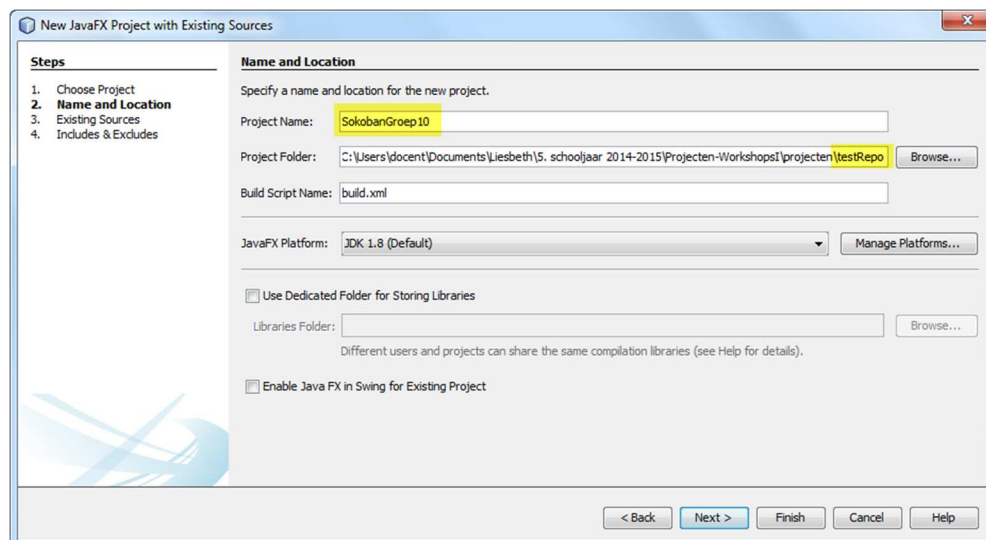 New JavaFX Project with Existing Sources
Steps
1. Choose Project
2. Name and Location
3. Existing Sources
4. Includes & Excludes
Name and Location
Specify a name and location for the new project.
Project Name: SokobanGroep10
Project Folder: C:\Users\docent\Documents\Liesbeth\5. schooljaar 2014-2015\Projecten-WorkshopsI\projecten\testRepo Browse...
Build Script Name: build.xml
JavaFX Platform: JDK 1.8 (Default) Manage Platforms...
Use Dedicated Folder for Storing Libraries
Libraries Folder: Browse...
Different users and projects can share the same compilation libraries (see Help for details).
Enable Java FX in Swing for Existing Project
< Back Next > Finish Cancel Help